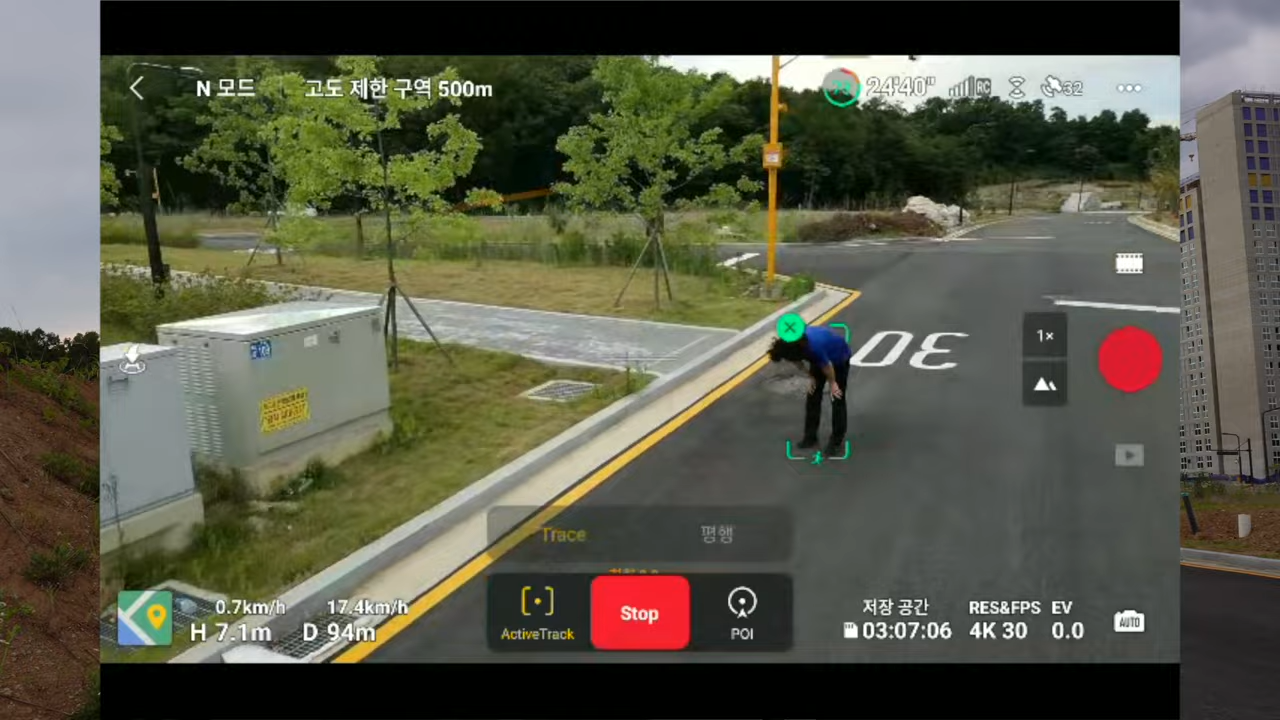 N 모드
고도 제한 구역 500m
24'40"
RC
32
30
1×
Trace
평행
ActiveTrack
Stop
POI
0.7km/h
17.4km/h
H 7.1m
D 94m
저장 공간
03:07:06
RES&FPS
4K 30
EV
0.0
AUTO